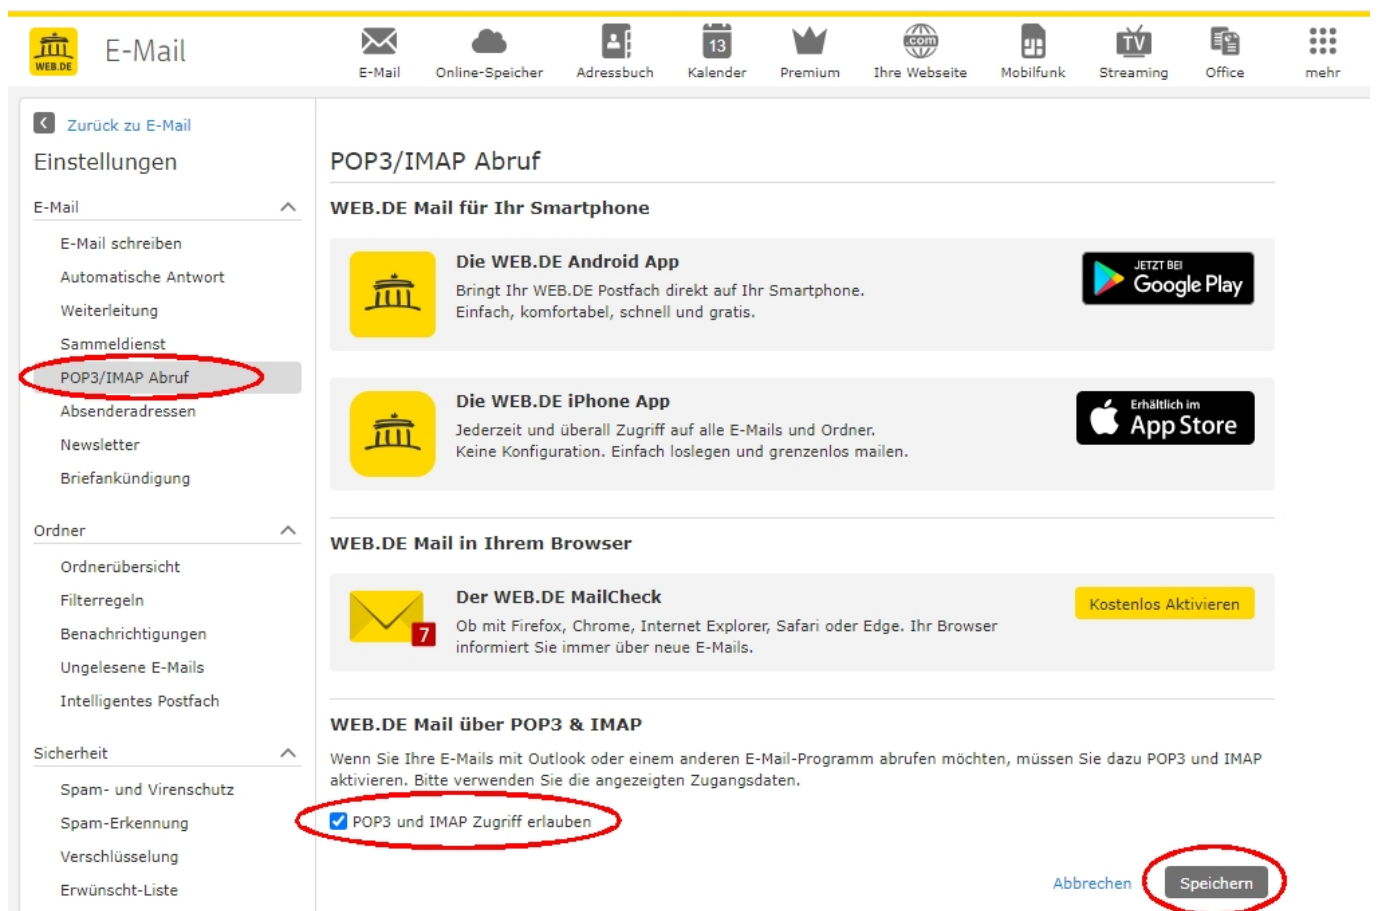 WEB.DE
E-Mail
E-Mail
Online-Speicher
Adressbuch
13
Kalender
Premium
.com
Ihre Webseite
Mobilfunk
TV
Streaming
Office
mehr
Zurück zu E-Mail
Einstellungen
E-Mail
E-Mail schreiben
Automatische Antwort
Weiterleitung
Sammeldienst
POP3/IMAP Abruf
Absenderadressen
Newsletter
Briefankündigung
Ordner
Ordnerübersicht
Filterregeln
Benachrichtigungen
Ungelesene E-Mails
Intelligentes Postfach
Sicherheit
Spam- und Virenschutz
Spam-Erkennung
Verschlüsselung
Erwünscht-Liste
POP3/IMAP Abruf
WEB.DE Mail für Ihr Smartphone
Die WEB.DE Android App
Bringt Ihr WEB.DE Postfach direkt auf Ihr Smartphone.
Einfach, komfortabel, schnell und gratis.
JETZT BEI
Google Play
Die WEB.DE iPhone App
Jederzeit und überall Zugriff auf alle E-Mails und Ordner.
Keine Konfiguration. Einfach loslegen und grenzenlos mailen.
Erhältlich im
App Store
WEB.DE Mail in Ihrem Browser
7
Der WEB.DE MailCheck
Ob mit Firefox, Chrome, Internet Explorer, Safari oder Edge. Ihr Browser
informiert Sie immer über neue E-Mails.
Kostenlos Aktivieren
WEB.DE Mail über POP3 & IMAP
Wenn Sie Ihre E-Mails mit Outlook oder einem anderen E-Mail-Programm abrufen möchten, müssen Sie dazu POP3 und IMAP
aktivieren. Bitte verwenden Sie die angezeigten Zugangsdaten.
POP3 und IMAP Zugriff erlauben
Abbrechen
Speichern